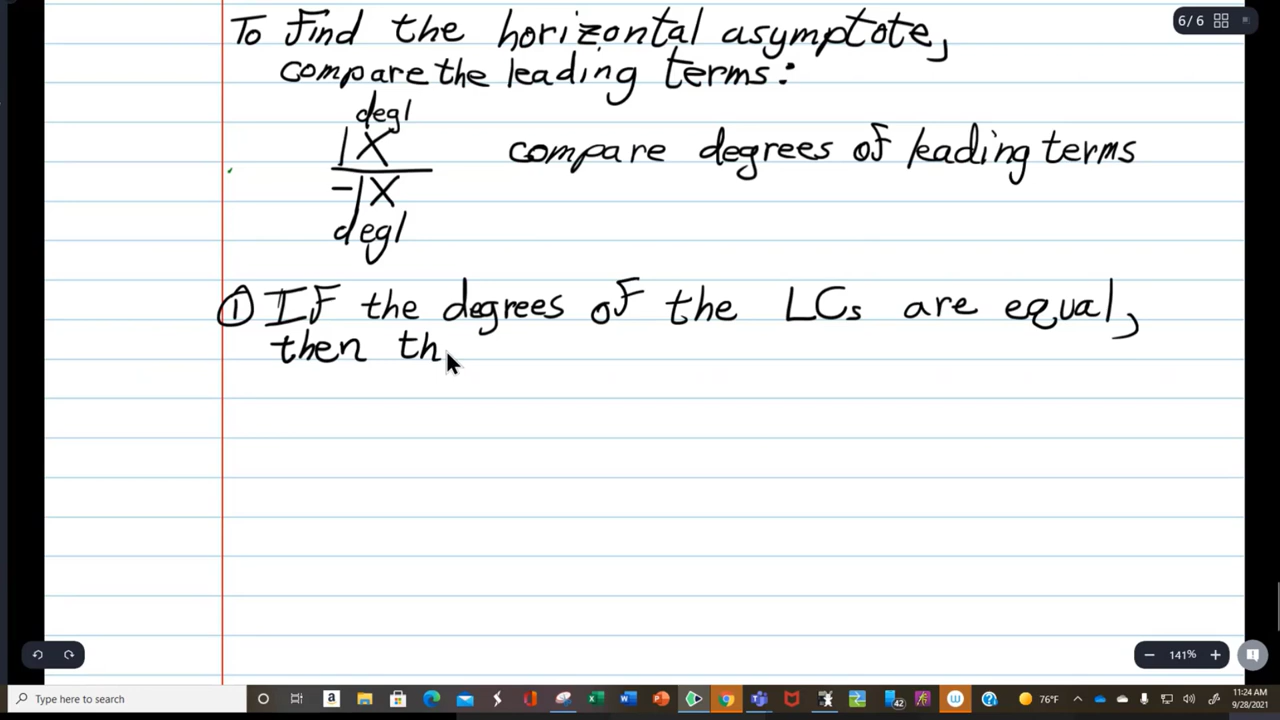 6/6
To find the horizontal asymptote,
compare the leading terms:
deg1
1X
-1X
deg1
compare degrees of leading terms
① IF the degrees of the LCs are equal,
then th
141%
Type here to search
42
76°F
11:24 AM
9/28/2021